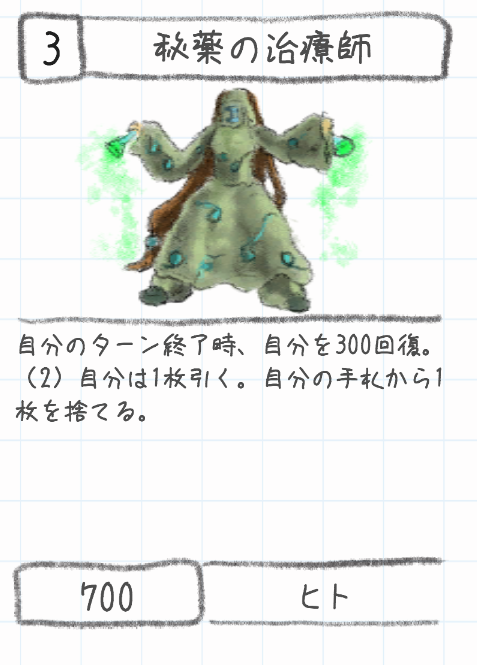 3
秘薬の治療師
自分のターン終了時、自分を300回復。
（2）自分は1枚引く。自分の手札から1
枚を捨てる。
700
ヒト